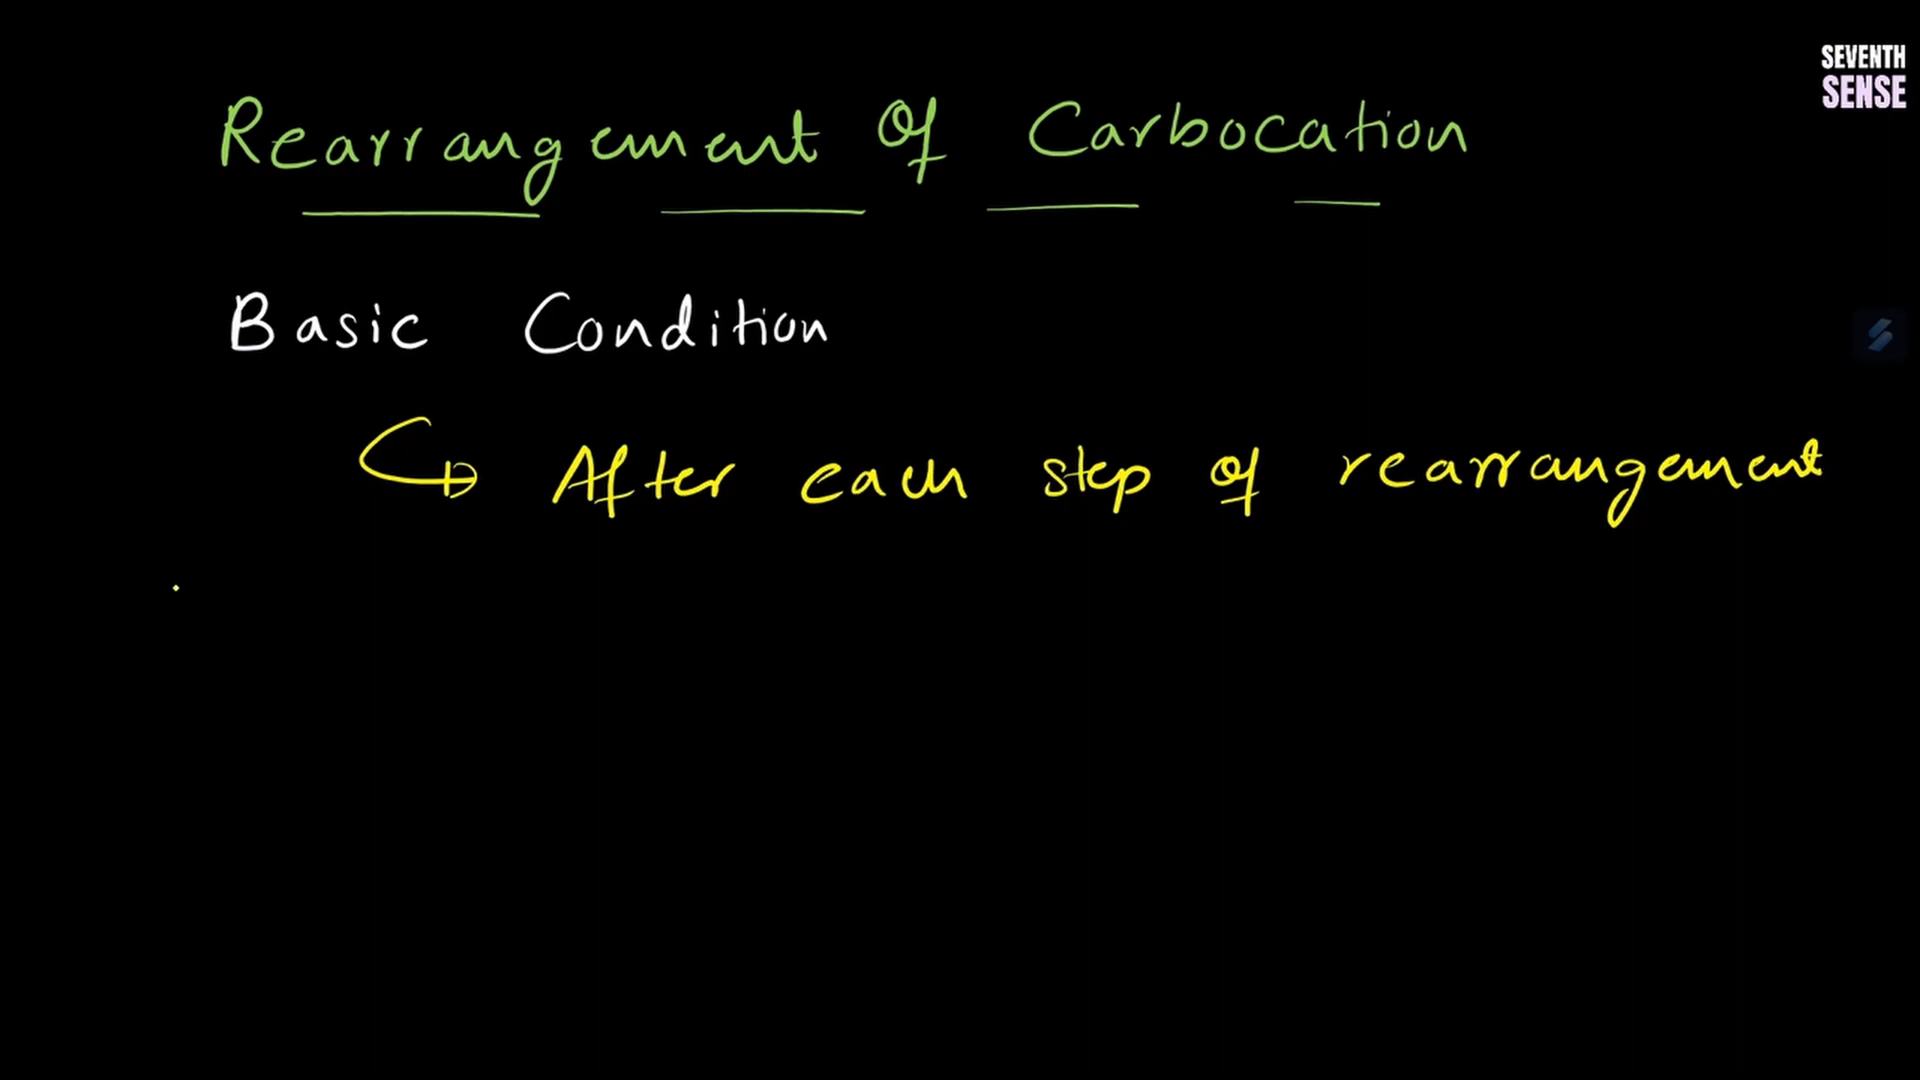 SEVENTH
SENSE
Rearrangement Of Carbocation
Basic Condition
After each step of rearrangement